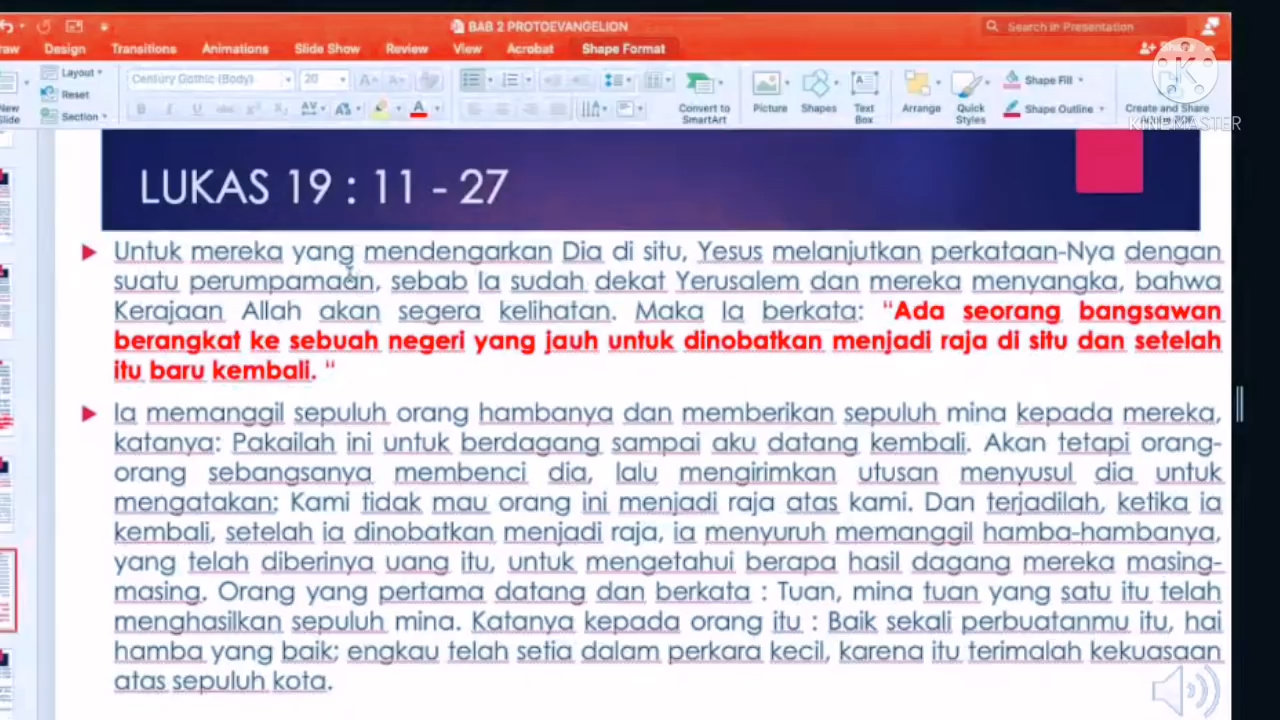 BAB 2 PROTOEVANGELION
Search in Presentation
Design Transitions Animations Slide Show Review View Acrobat Shape Format
Share
Layout
Century Gothic (Body) 20
Reset
Section
Slide
Convert to
SmartArt
Picture
Shapes
Text
Box
Arrange
Quick
Styles
Shape Fill
Shape Outline
Create and Share
KINEMASTER
LUKAS 19 : 11 - 27
Untuk mereka yang mendengarkan Dia di situ, Yesus melanjutkan perkataan-Nya dengan
suatu perumpamaan, sebab Ia sudah dekat Yerusalem dan mereka menyangka, bahwa
Kerajaan Allah akan segera kelihatan. Maka Ia berkata: “Ada seorang bangsawan
berangkat ke sebuah negeri yang jauh untuk dinobatkan menjadi raja di situ dan setelah
itu baru kembali. “
Ia memanggil sepuluh orang hambanya dan memberikan sepuluh mina kepada mereka,
katanya: Pakailah ini untuk berdagang sampai aku datang kembali. Akan tetapi orang-
orang sebangsanya membenci dia, lalu mengirimkan utusan menyusul dia untuk
mengatakan: Kami tidak mau orang ini menjadi raja atas kami. Dan terjadilah, ketika ia
kembali, setelah ia dinobatkan menjadi raja, ia menyuruh memanggil hamba-hambanya,
yang telah diberinya uang itu, untuk mengetahui berapa hasil dagang mereka masing-
masing. Orang yang pertama datang dan berkata : Tuan, mina tuan yang satu itu telah
menghasilkan sepuluh mina. Katanya kepada orang itu : Baik sekali perbuatanmu itu, hai
hamba yang baik; engkau telah setia dalam perkara kecil, karena itu terimalah kekuasaan
atas sepuluh kota.